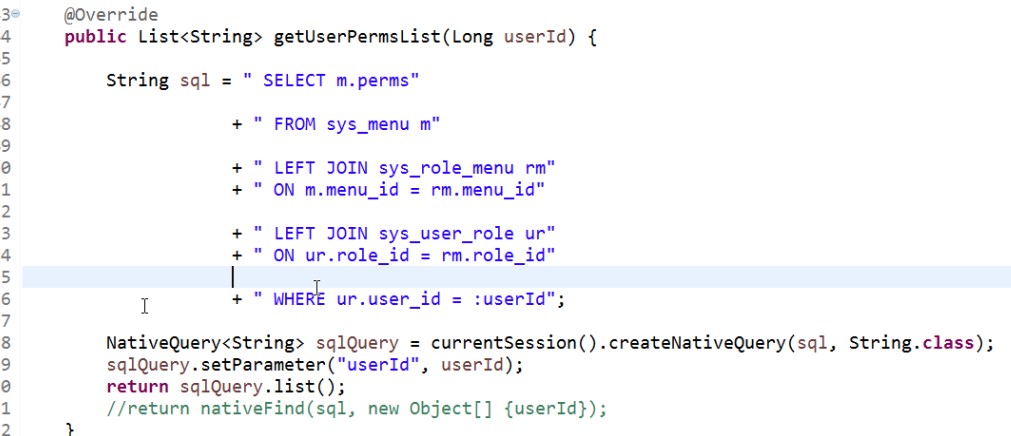 3 @Override
4 public List<String> getUserPermsList(Long userId) {
5
6 String sql = " SELECT m.perms"
7
8 + " FROM sys_menu m"
9
0 + " LEFT JOIN sys_role_menu rm"
1 + " ON m.menu_id = rm.menu_id"
2
3 + " LEFT JOIN sys_user_role ur"
4 + " ON ur.role_id = rm.role_id"
5
6 + " WHERE ur.user_id = :userId";
7
8 NativeQuery<String> sqlQuery = currentSession().createNativeQuery(sql, String.class);
9 sqlQuery.setParameter("userId", userId);
0 return sqlQuery.list();
1 //return nativeFind(sql, new Object[] {userId});
2 }